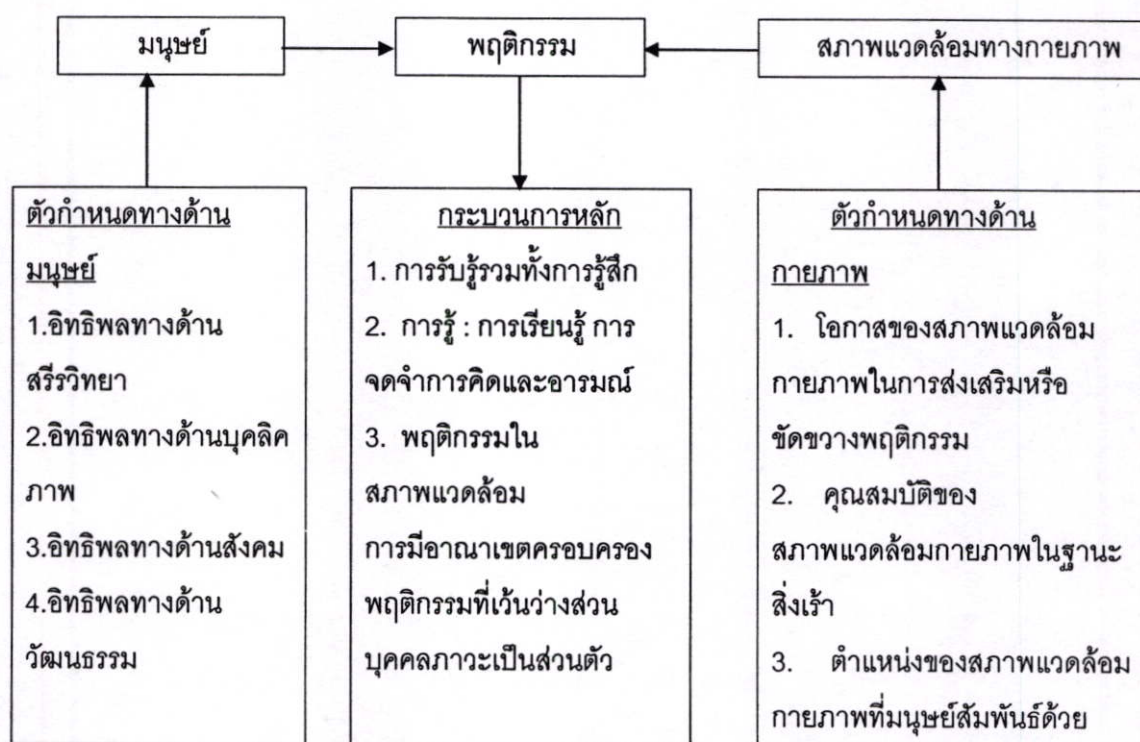 มนุษย์
พฤติกรรม
สภาพแวดล้อมทางกายภาพ
ตัวกำหนดทางด้าน
มนุษย์
1.อิทธิพลทางด้าน
สรีรวิทยา
2.อิทธิพลทางด้านบุคลิค
ภาพ
3.อิทธิพลทางด้านสังคม
4.อิทธิพลทางด้าน
วัฒนธรรม
กระบวนการหลัก
1. การรับรู้รวมทั้งการรู้สึก
2. การรู้ : การเรียนรู้ การ
จดจำการคิดและอารมณ์
3. พฤติกรรมใน
สภาพแวดล้อม
การมีอาณาเขตครอบครอง
พฤติกรรมที่เว้นว่างส่วน
บุคคลภาวะเป็นส่วนตัว
ตัวกำหนดทางด้าน
กายภาพ
1. โอกาสของสภาพแวดล้อม
กายภาพในการส่งเสริมหรือ
ขัดขวางพฤติกรรม
2. คุณสมบัติของ
สภาพแวดล้อมกายภาพในฐานะ
สิ่งเร้า
3. ตำแหน่งของสภาพแวดล้อม
กายภาพที่มนุษย์สัมพันธ์ด้วย